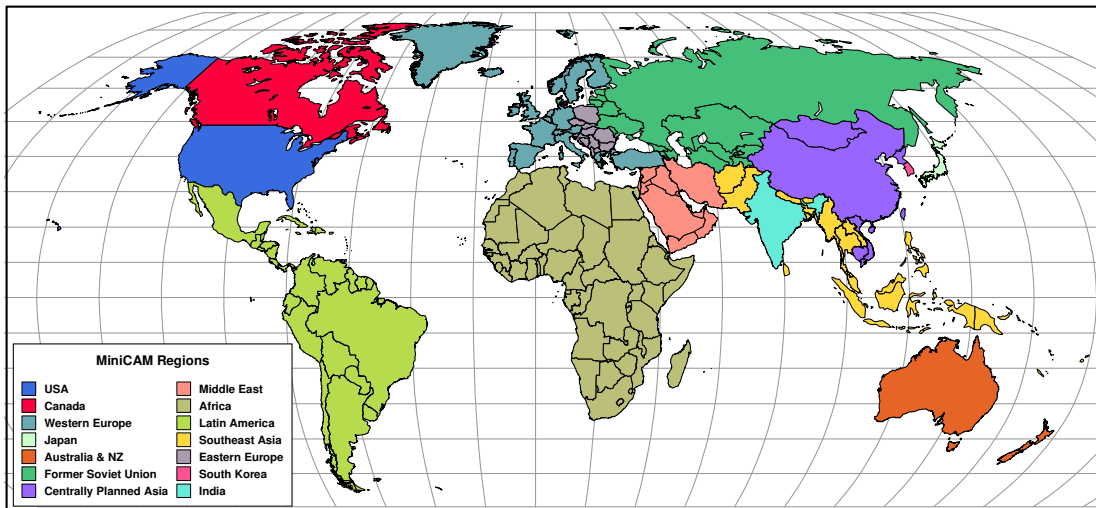 MiniCAM Regions
USA
Canada
Western Europe
Japan
Australia & NZ
Former Soviet Union
Centrally Planned Asia
Middle East
Africa
Latin America
Southeast Asia
Eastern Europe
South Korea
India